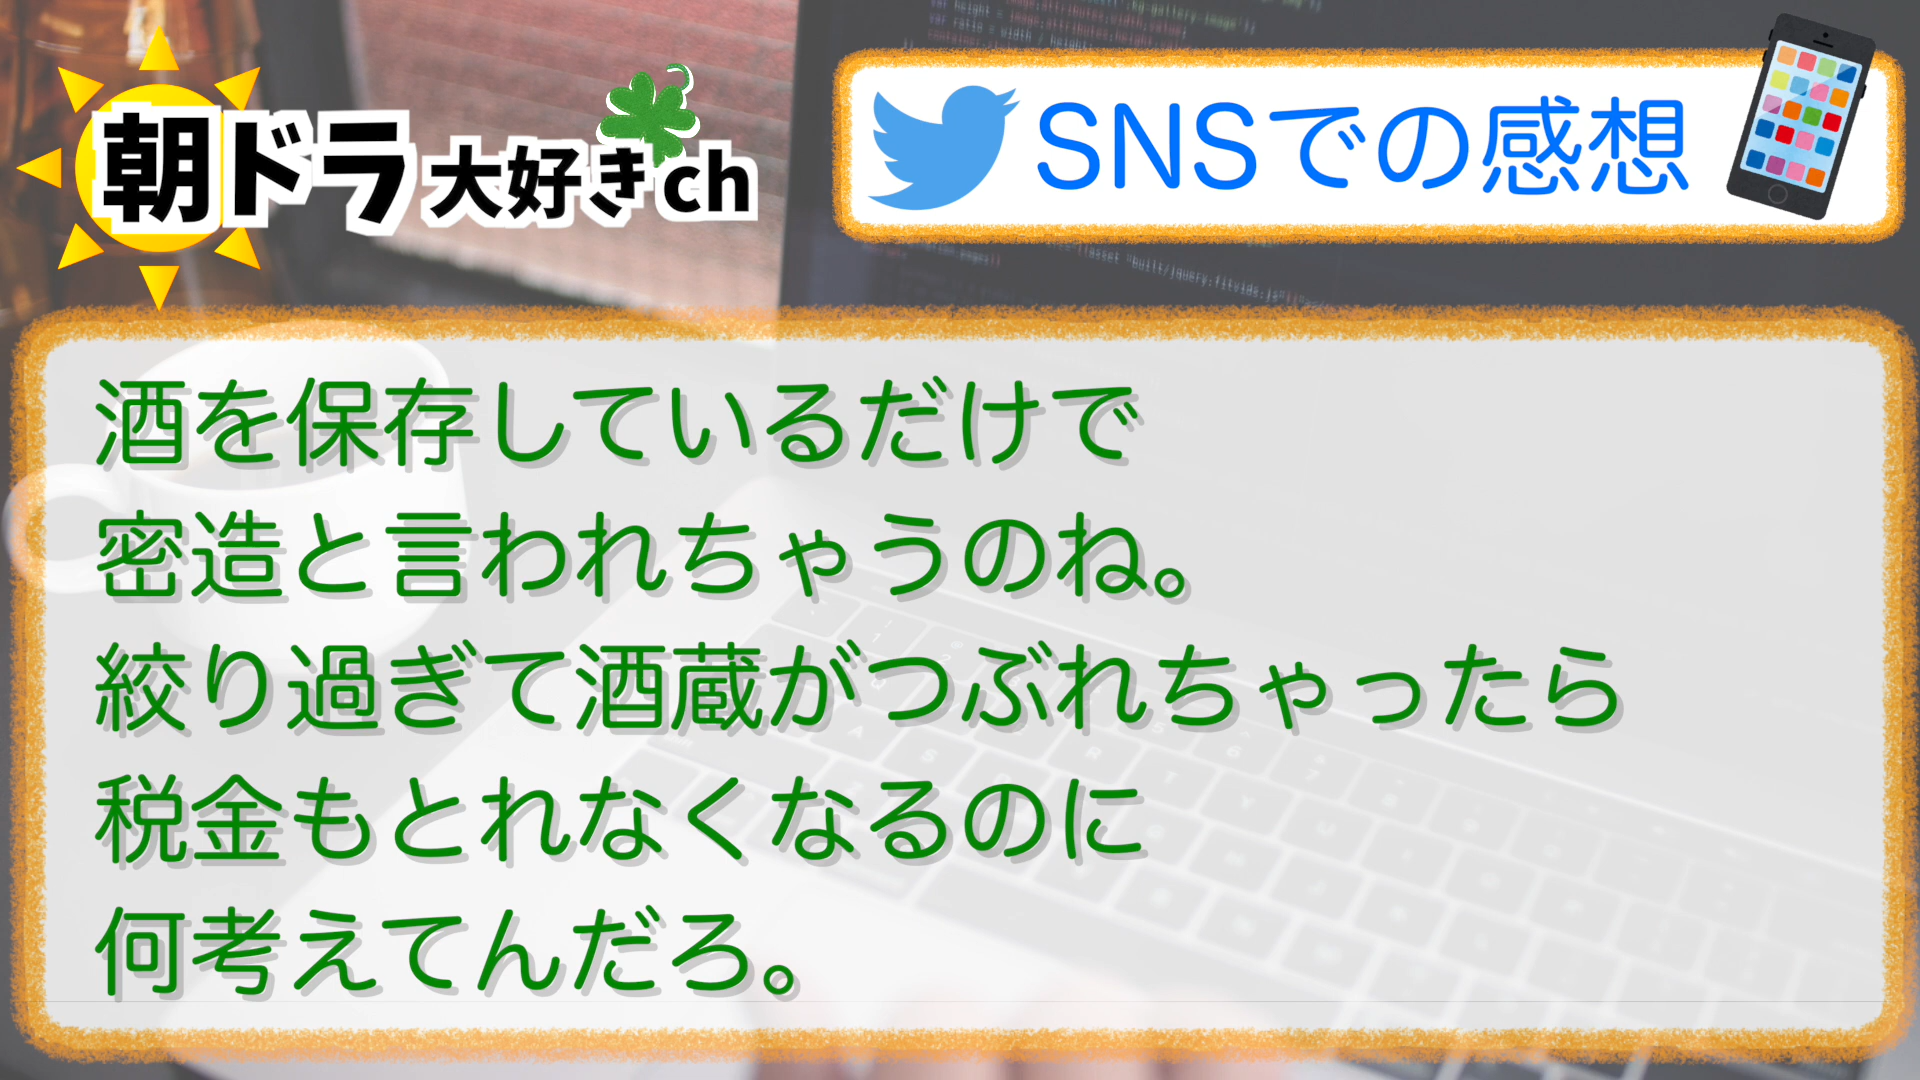 朝ドラ大好きch
SNSでの感想
酒を保存しているだけで
密造と言われちゃうのね。
絞り過ぎて酒蔵がつぶれちゃったら
税金もとれなくなるのに
何考えてんだろ。